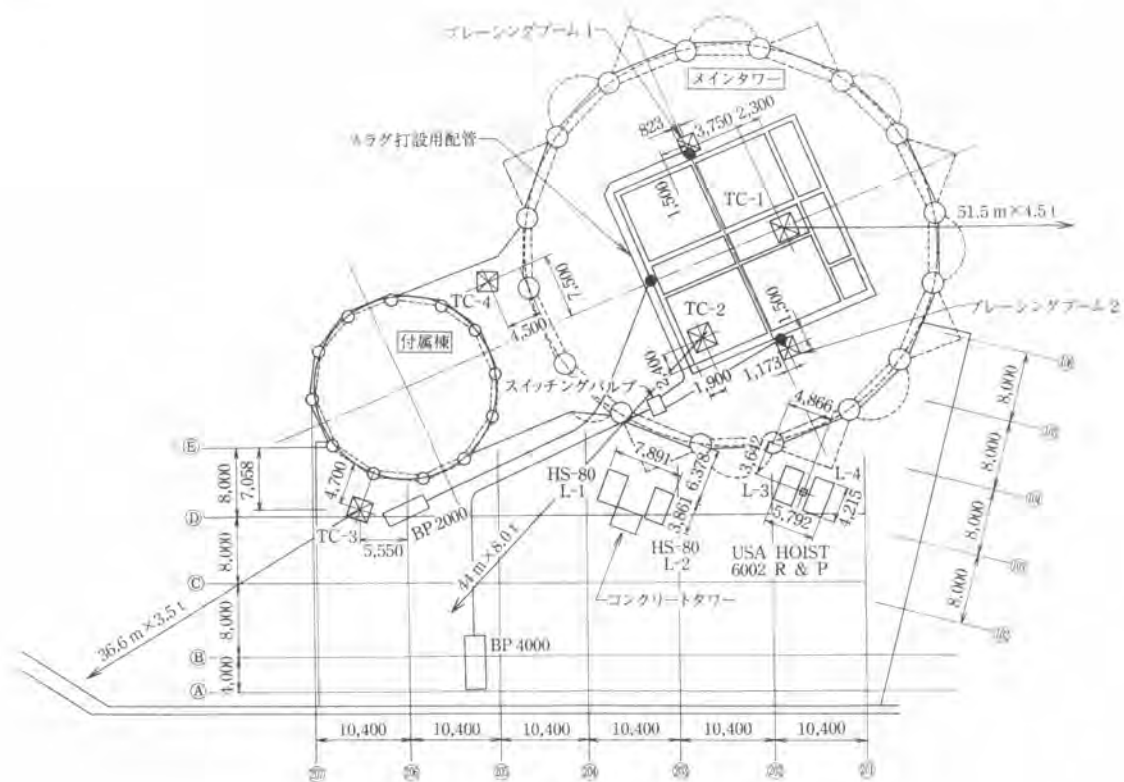 プレーシングブーム1
メインタワー
823
3,750
2,300
スラグ打設用配管
1,500
TC-1
51.5 m×4.5 t
7,500
TC-4
4,500
付属棟
TC-2
1,500
プレーシングブーム2
2,400
スイッチングバルブ
1,900
1,173
8,000
8,000
8,000
8,000
4,866
Ⓔ
7,891
6,378
3,642
HS-80
L-1
L-3
L-4
8,000
7,058
4,700
Ⓓ
TC-3
BP 2000
5,550
3,861
5,792
4,215
HS-80
L-2
USA HOIST
6002 R & P
44 m×8.0 t
8,000
Ⓒ
コンクリートタワー
36.6 m×3.5 t
8,000
BP 4000
Ⓑ
4,000
Ⓐ
10,400
10,400
10,400
10,400
10,400
10,400